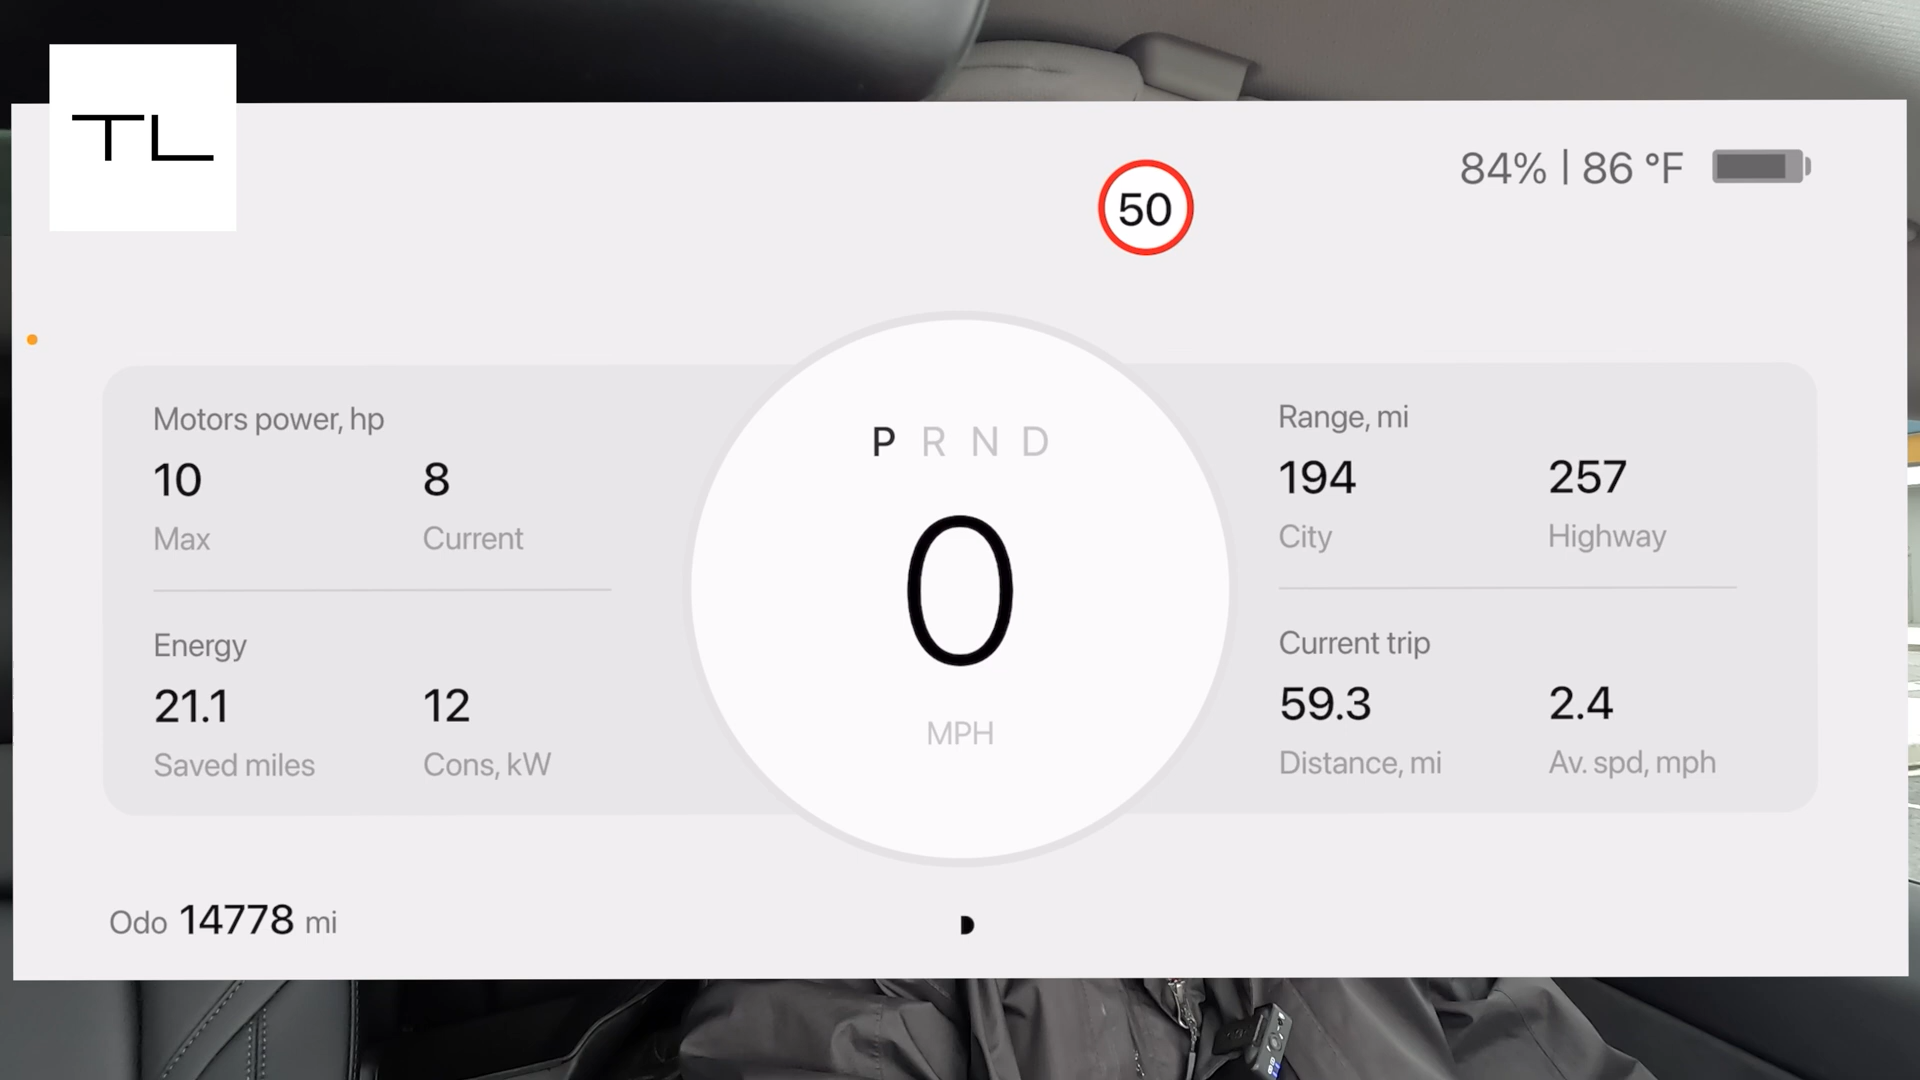 TL
84% | 86 °F
50
Motors power, hp
10 8
Max Current
Energy
21.1 12
Saved miles Cons, kW
P R N D
0
MPH
Range, mi
194 257
City Highway
Current trip
59.3 2.4
Distance, mi Av. spd, mph
Odo 14778 mi